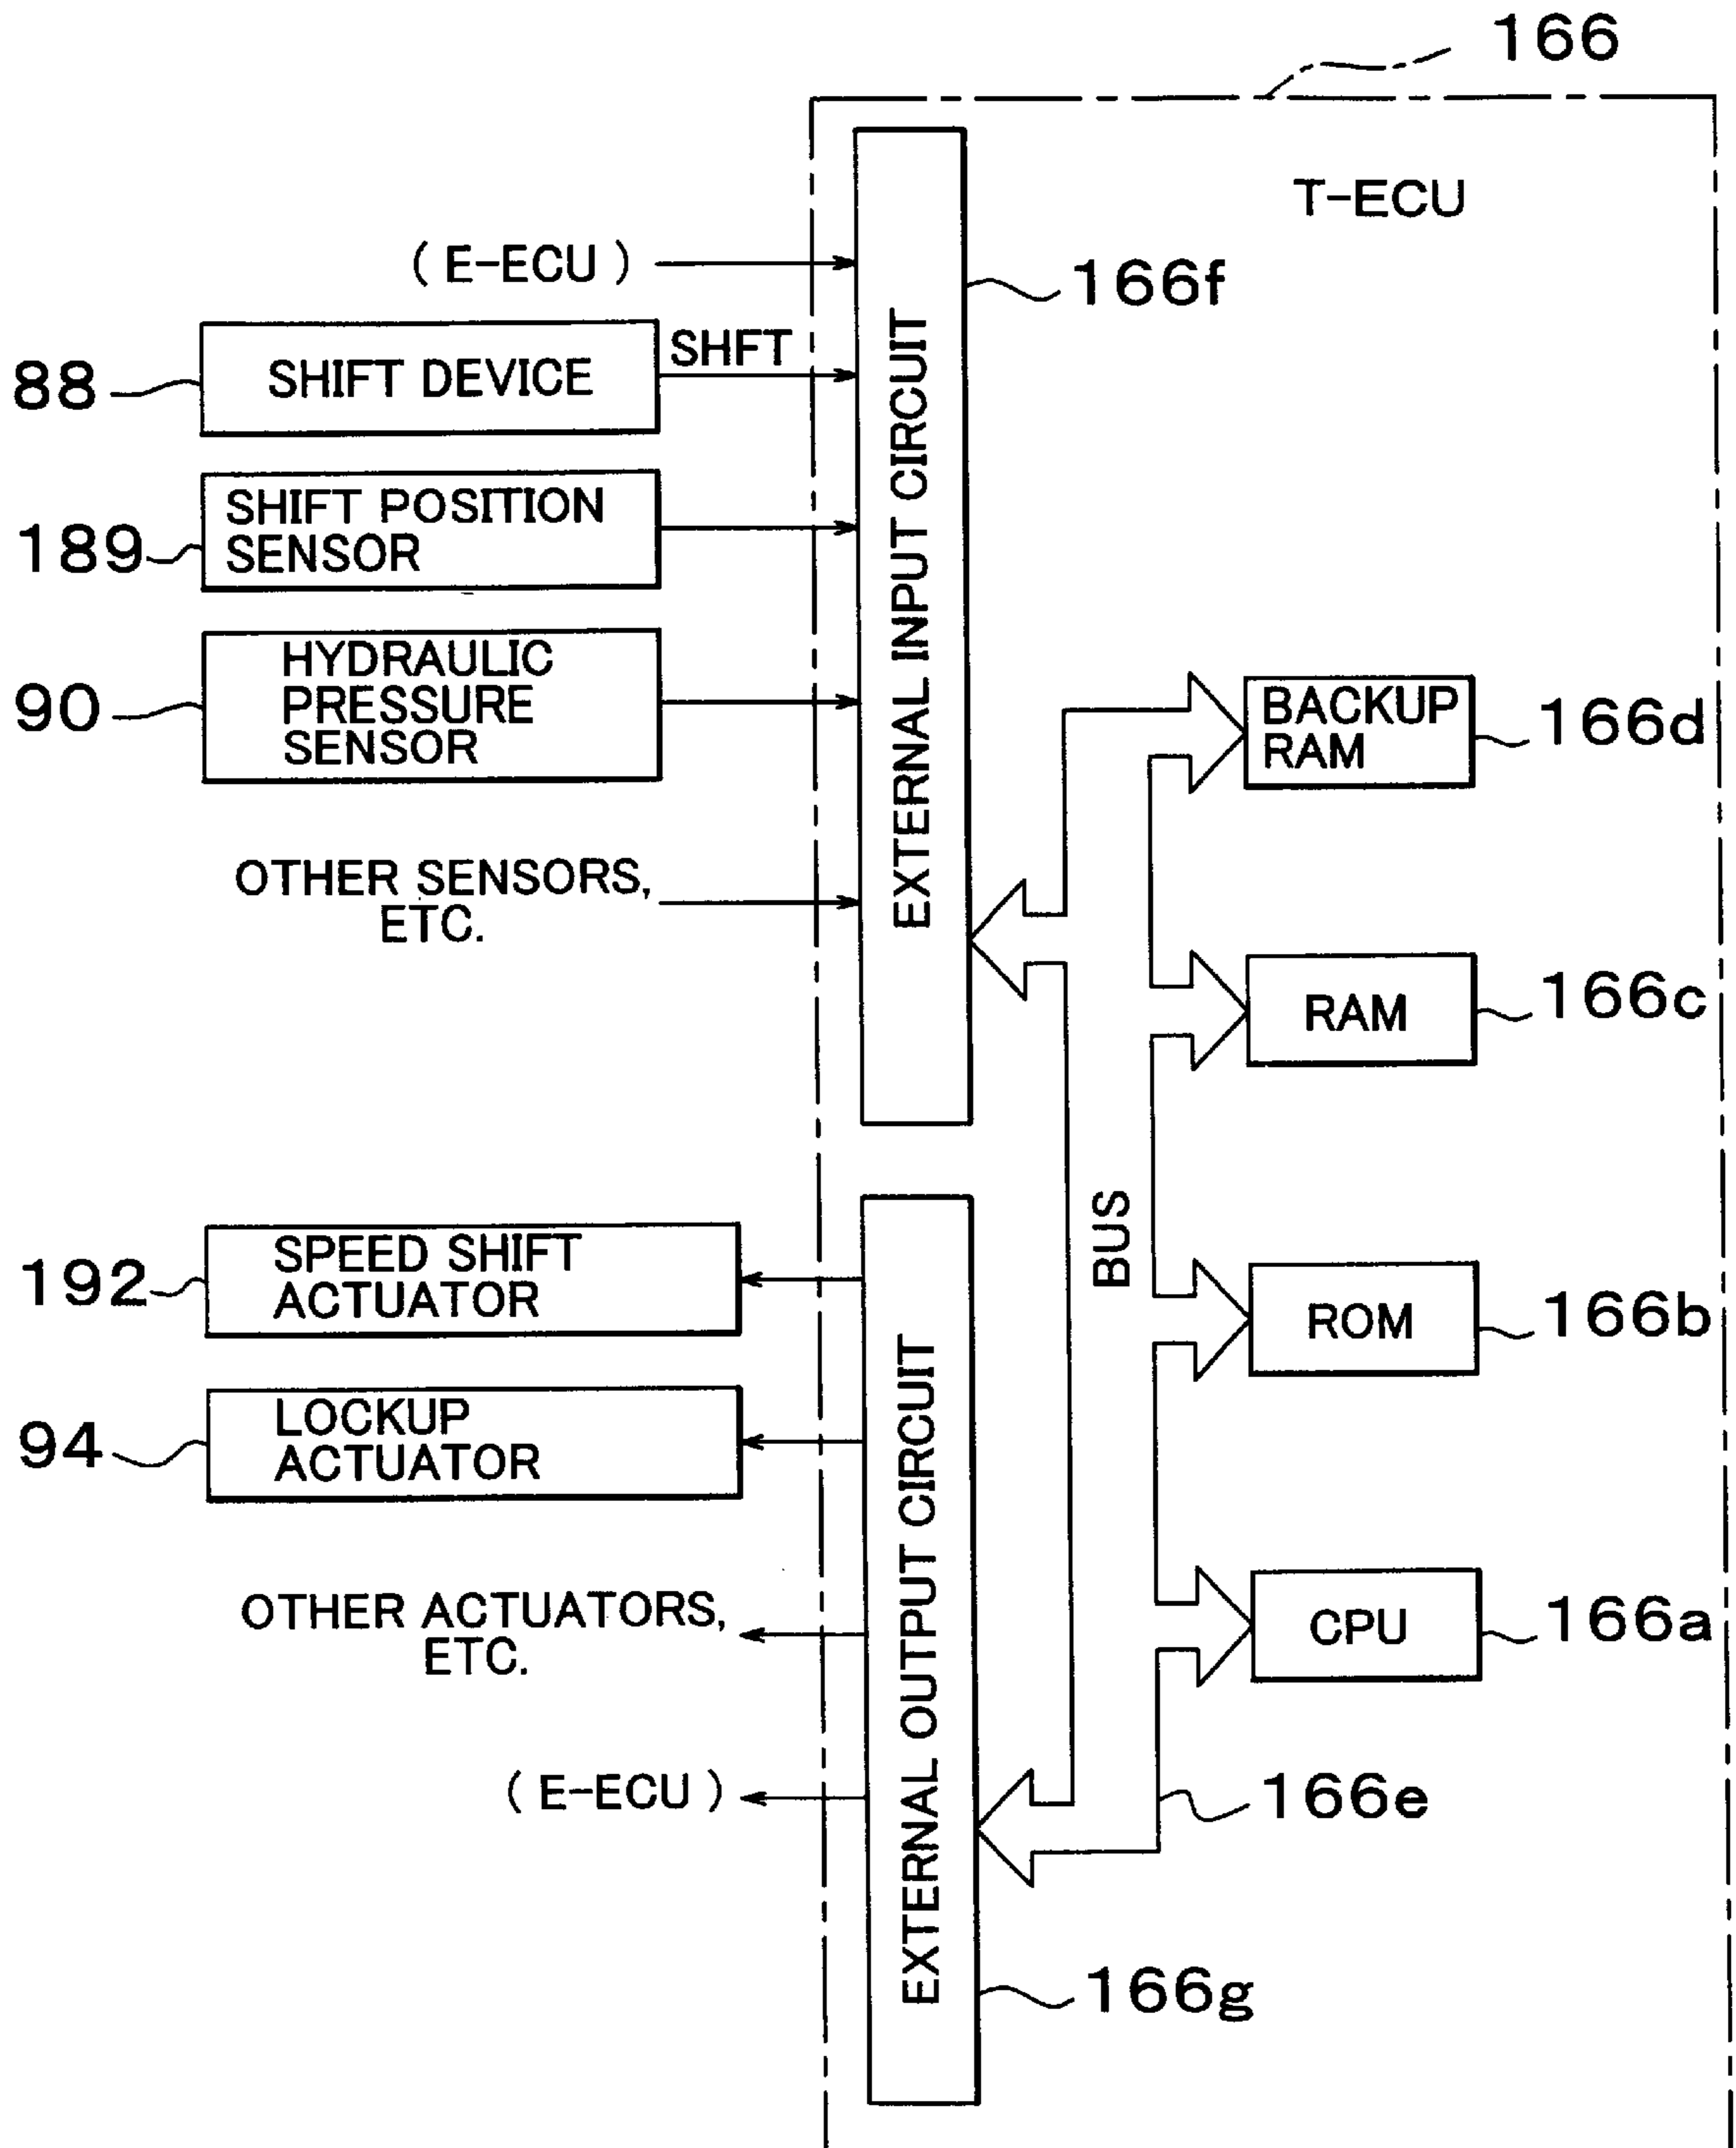 166
T-ECU
( E-ECU )
166f
88
SHIFT DEVICE
SHFT
189
SHIFT POSITION
SENSOR
90
HYDRAULIC
PRESSURE
SENSOR
OTHER SENSORS,
ETC.
EXTERNAL INPUT CIRCUIT
BACKUP
RAM
166d
RAM
166c
BUS
192
SPEED SHIFT
ACTUATOR
ROM
166b
94
LOCKUP
ACTUATOR
EXTERNAL OUTPUT CIRCUIT
OTHER ACTUATORS,
ETC.
CPU
166a
( E-ECU )
166e
166g